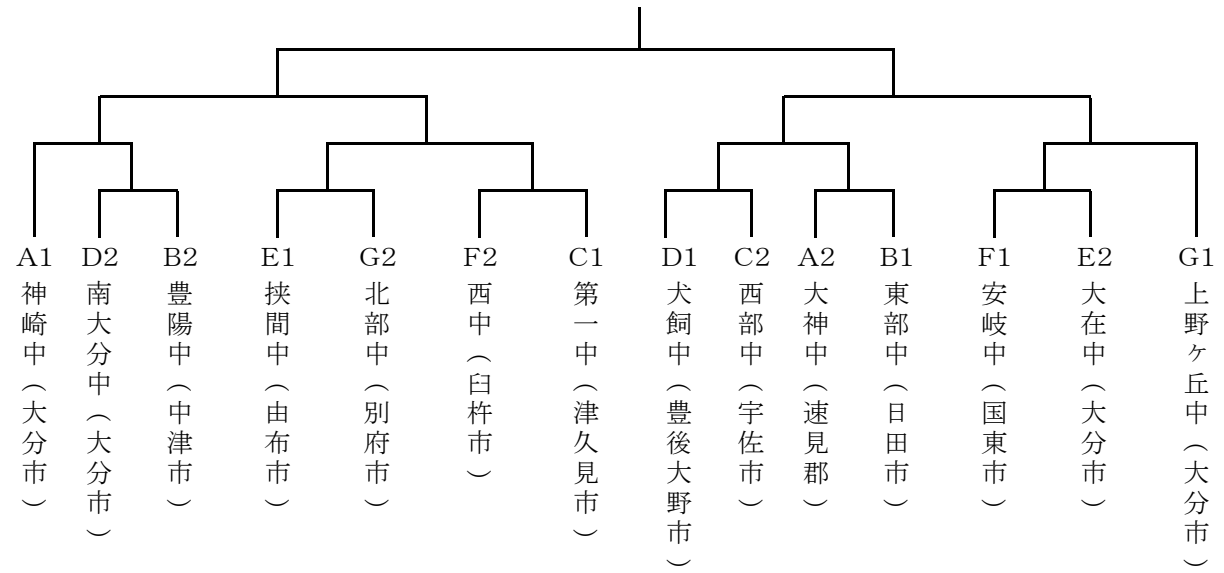 A1 D2 B2 E1 G2 F2 C1 D1 C2 A2 B1 F1 E2 G1
神崎中（大分市）
南大分中（大分市）
豊陽中（中津市）
挾間中（由布市）
北部中（別府市）
西中（臼杵市）
第一中（津久見市）
犬飼中（豊後大野市）
西部中（宇佐市）
大神中（速見郡）
東部中（日田市）
安岐中（国東市）
大在中（大分市）
上野ケ丘中（大分市）